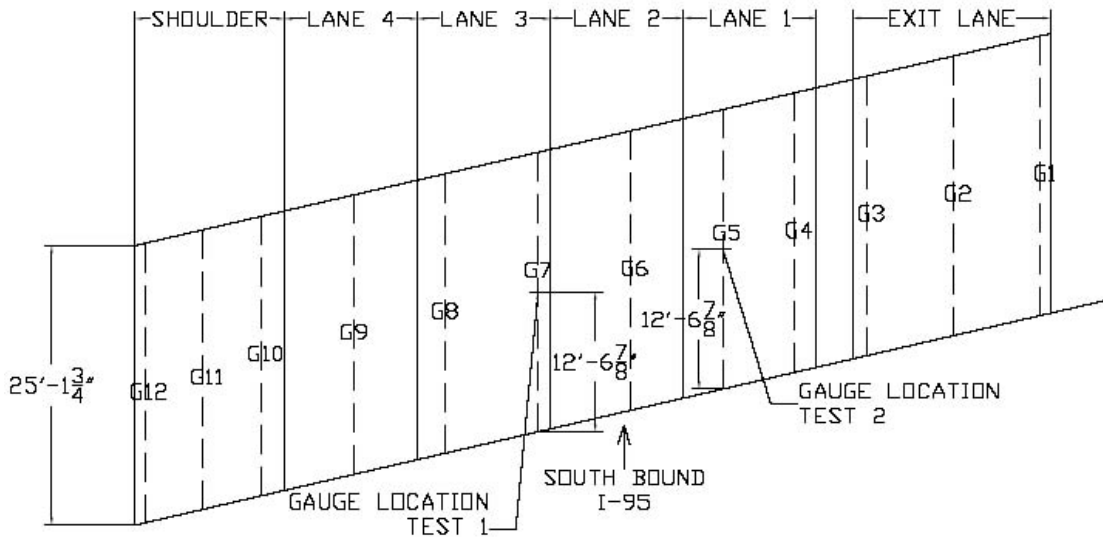 SHOULDER LANE 4 LANE 3 LANE 2 LANE 1 EXIT LANE
G1
G2
G3
G4
G5
G6
G7
G8
G9
G10
G11
G12
12'-6 7/8"
12'-6 7/8"
25'-1 3/4"
GAUGE LOCATION
TEST 2
SOUTH BOUND
I-95
GAUGE LOCATION
TEST 1